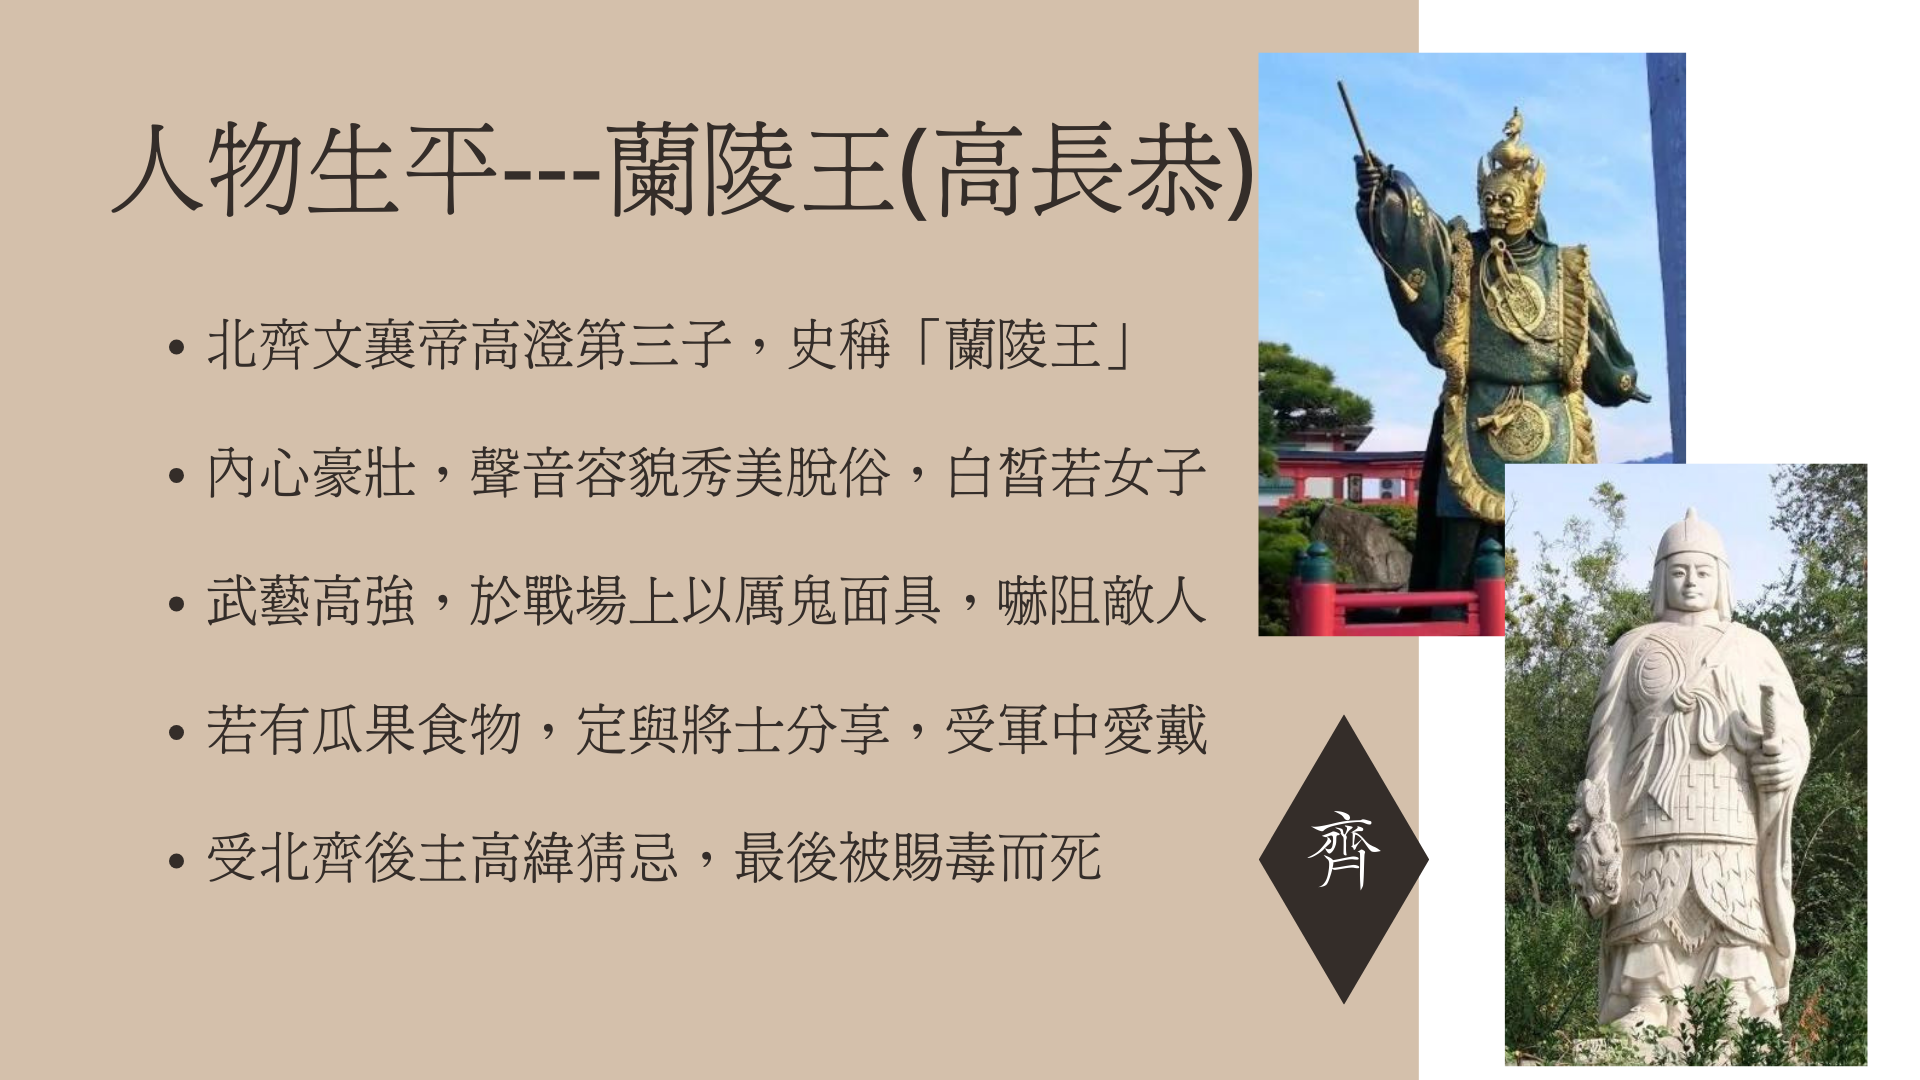 人物生平---蘭陵王(高長恭)
• 北齊文襄帝高澄第三子，史稱「蘭陵王」
• 內心豪壯，聲音容貌秀美脫俗，白皙若女子
• 武藝高強，於戰場上以厲鬼面具，嚇阻敵人
• 若有瓜果食物，定與將士分享，受軍中愛戴
• 受北齊後主高緯猜忌，最後被賜毒而死
齊